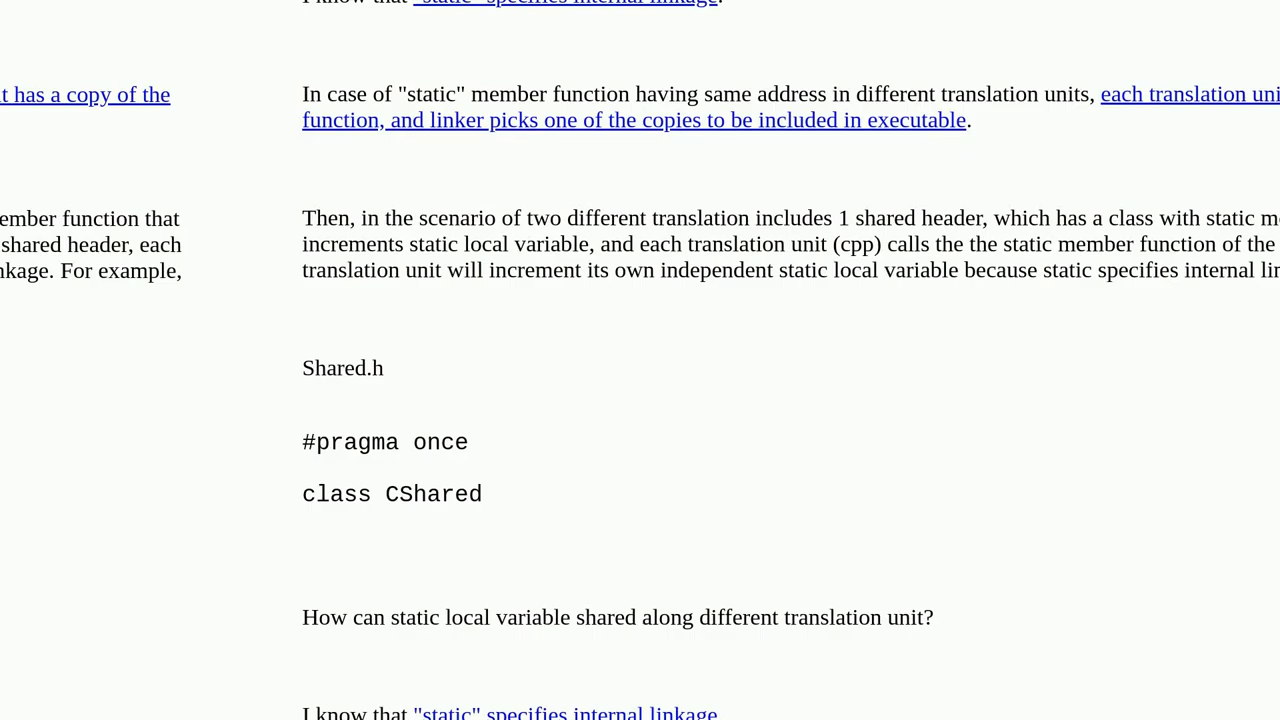 I know that "static" specifies internal linkage.
t has a copy of the
In case of "static" member function having same address in different translation units, each translation uni
function, and linker picks one of the copies to be included in executable.
ember function that
shared header, each
nkage. For example,
Then, in the scenario of two different translation includes 1 shared header, which has a class with static m
increments static local variable, and each translation unit (cpp) calls the the static member function of the
translation unit will increment its own independent static local variable because static specifies internal lin
Shared.h
#pragma once
class CShared
How can static local variable shared along different translation unit?
I know that "static" specifies internal linkage.